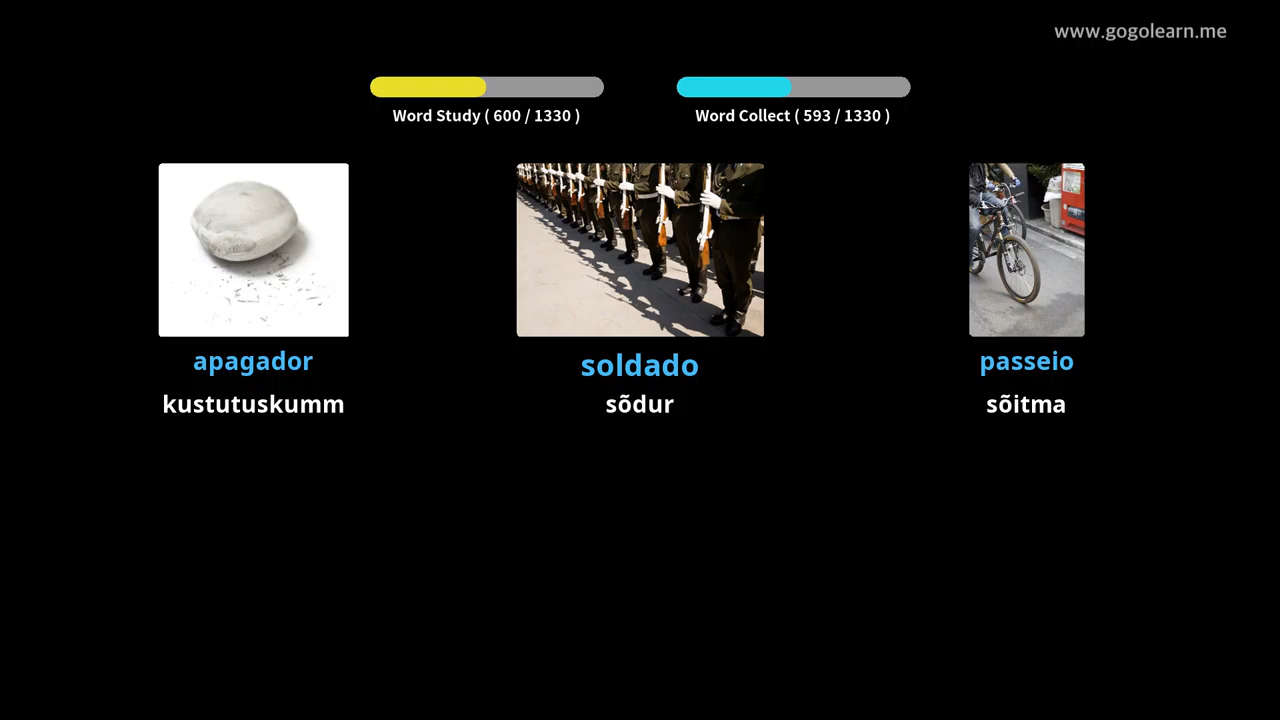 www.gogolearn.me
Word Study ( 600 / 1330 )
Word Collect ( 593 / 1330 )
apagador
soldado
passeio
kustutuskumm
sõdur
sõitma